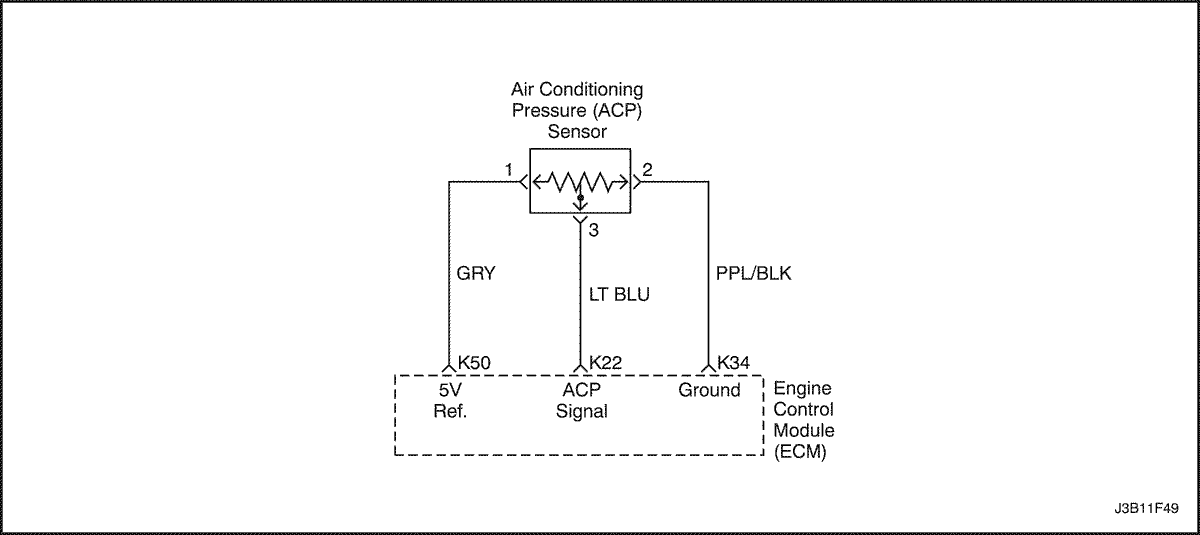 Air Conditioning
Pressure (ACP)
Sensor
1
2
3
GRY
LT BLU
PPL/BLK
K50
K22
K34
5V
Ref.
ACP
Signal
Ground
Engine
Control
Module
(ECM)
J3B11F49